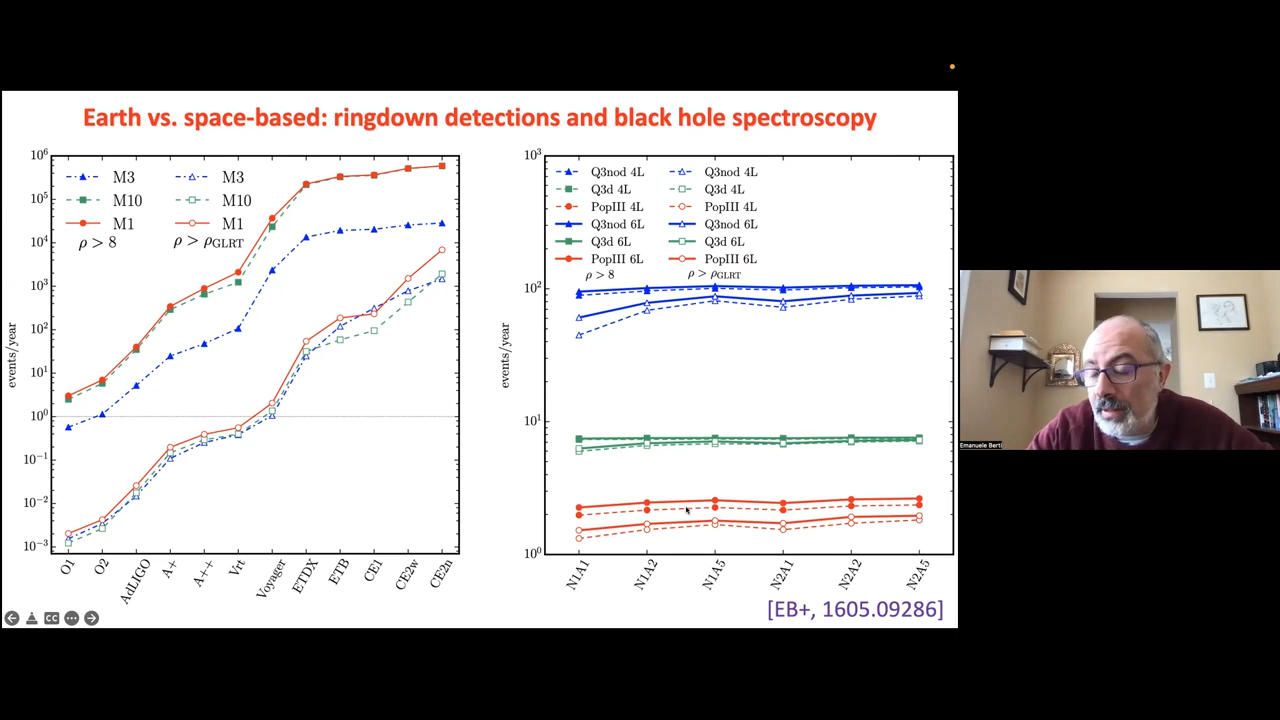 Earth vs. space-based: ringdown detections and black hole spectroscopy
10^6
10^5
10^4
10^3
10^2
10^1
10^0
10^-1
10^-2
10^-3
events/year
M3 M3
M10 M10
M1 M1
ρ > 8 ρ > ρGLRT
O1 O2 AdLIGO A+ A++ Vrt Voyager ETDX ETB CE1 CE2w CE2n
10^3
10^2
10^1
10^0
events/year
Q3nod 4L Q3nod 4L
Q3d 4L Q3d 4L
PopIII 4L PopIII 4L
Q3nod 6L Q3nod 6L
Q3d 6L Q3d 6L
PopIII 6L PopIII 6L
ρ > 8 ρ > ρGLRT
N1A1 N1A2 N1A5 N2A1 N2A2 N2A5
[EB+, 1605.09286]
CC
Emanuele Berti